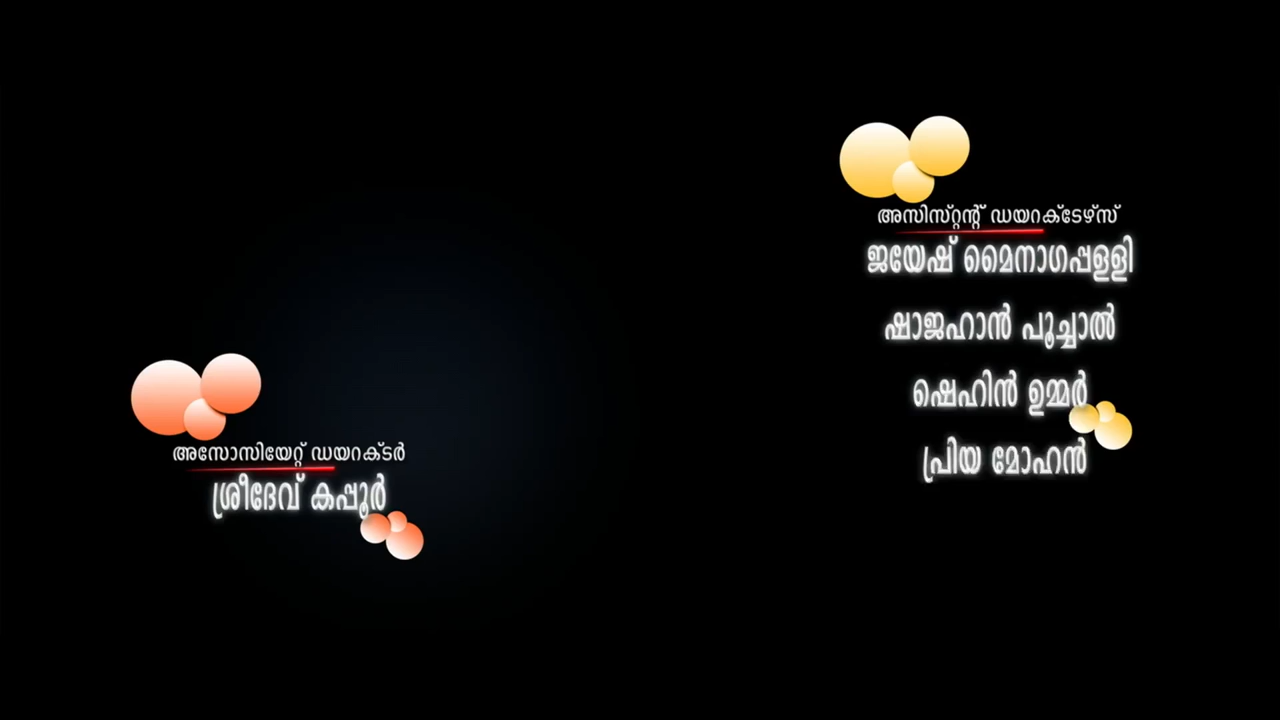 അസോസിയേറ്റ് ഡയറക്ടർ
ശ്രീദേവ് കപ്പൂർ
അസിസ്റ്റന്റ് ഡയറക്ടേഴ്സ്
ജയേഷ് മൈനാഗപ്പള്ളി
ഷാജഹാൻ പൂച്ചാൽ
ഷെഹിൻ ഉമ്മർ
പ്രിയ മോഹൻ